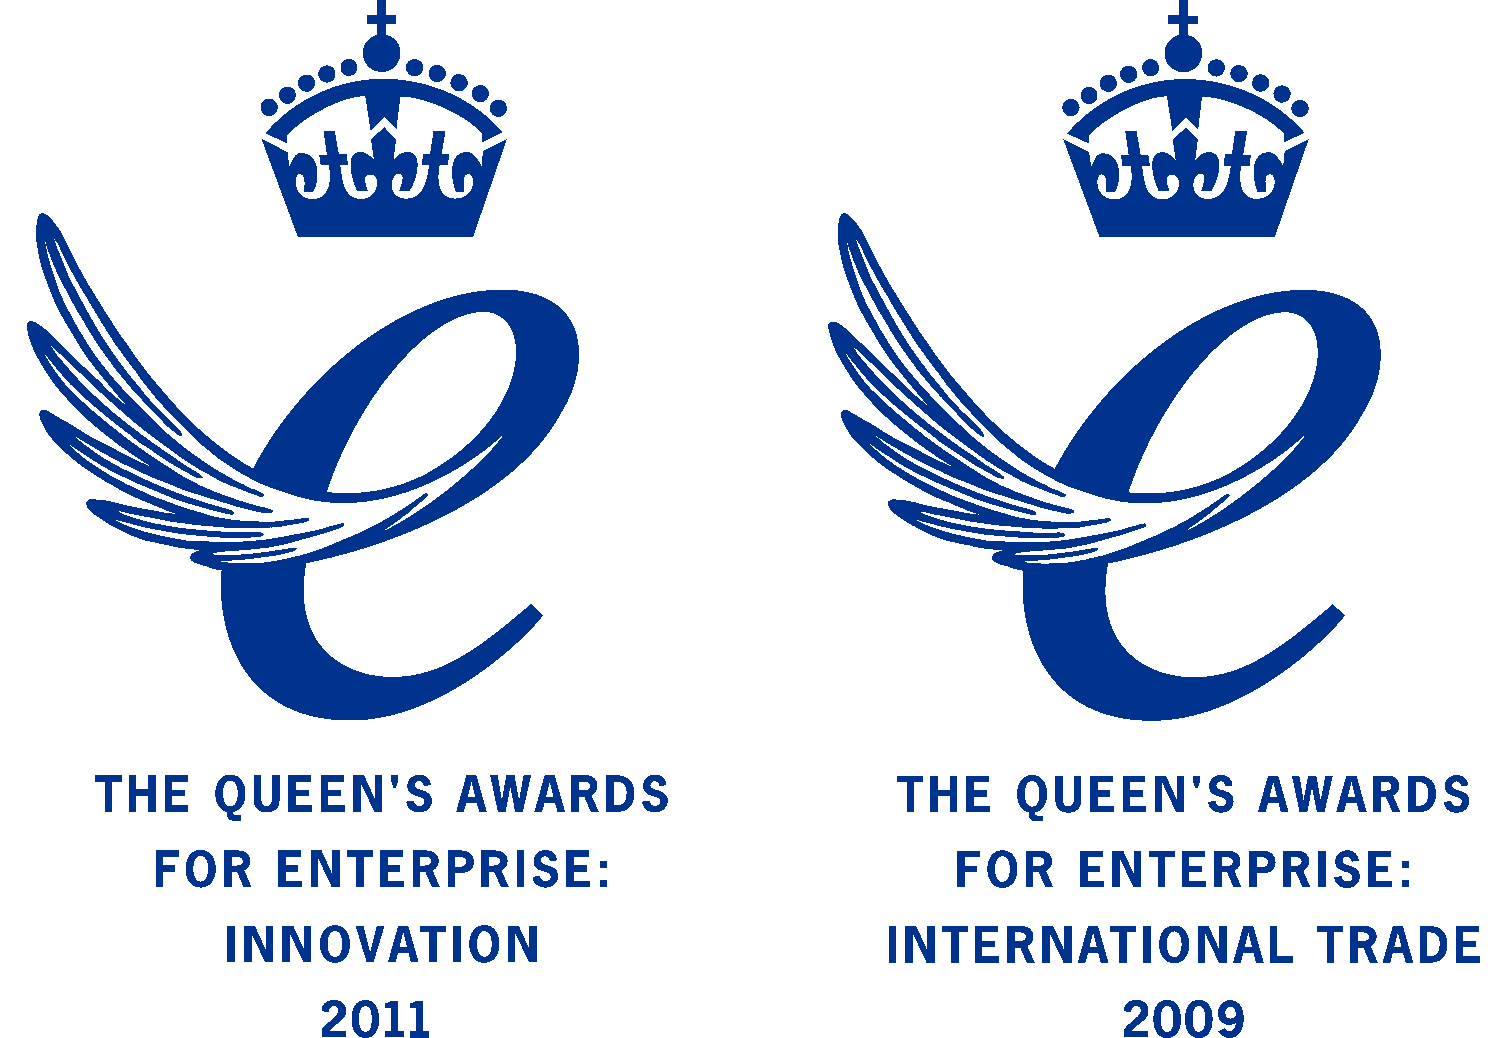 THE QUEEN'S AWARDS
FOR ENTERPRISE:
INNOVATION
2011
THE QUEEN'S AWARDS
FOR ENTERPRISE:
INTERNATIONAL TRADE
2009